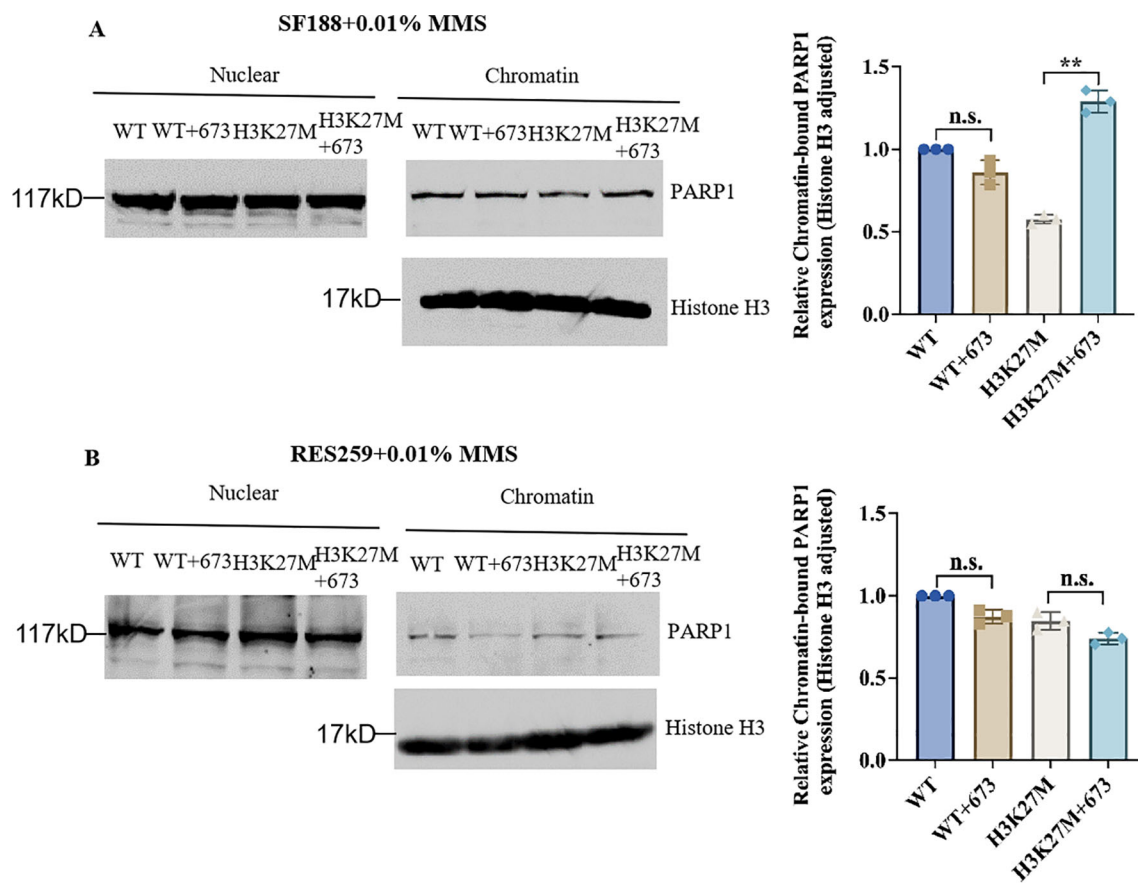 A
SF188+0.01% MMS
Nuclear
Chromatin
WT WT+673 H3K27M H3K27M
+673
WT WT+673 H3K27M H3K27M
+673
117kD
PARP1
17kD
Histone H3
Relative Chromatin-bound PARP1
expression (Histone H3 adjusted)
1.5
1.0
0.5
0.0
n.s.
**
WT
WT+673
H3K27M
H3K27M+673
B
RES259+0.01% MMS
Nuclear
Chromatin
WT WT+673 H3K27M H3K27M
+673
WT WT+673 H3K27M H3K27M
+673
117kD
PARP1
17kD
Histone H3
Relative Chromatin-bound PARP1
expression (Histone H3 adjusted)
1.5
1.0
0.5
0.0
n.s.
n.s.
WT
WT+673
H3K27M
H3K27M+673